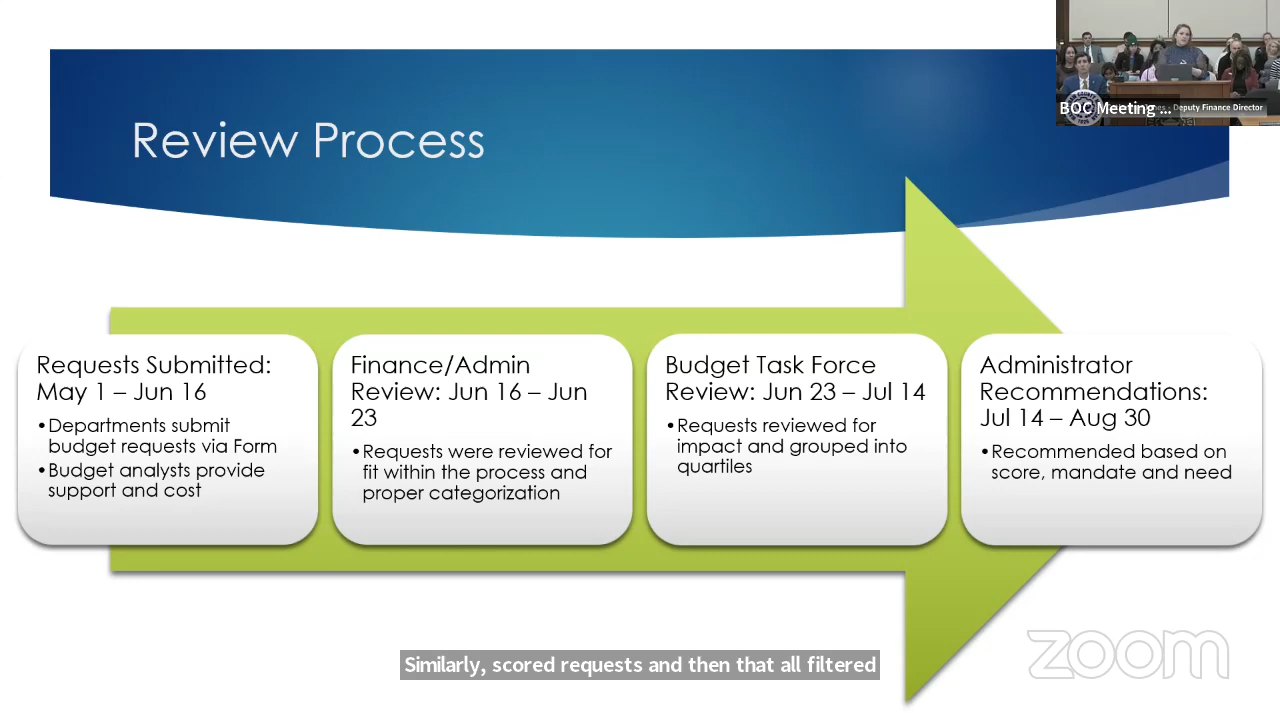 BOC Meeting ...
- Deputy Finance Director
Review Process
Requests Submitted:
May 1 – Jun 16
•Departments submit
budget requests via Form
•Budget analysts provide
support and cost
Finance/Admin
Review: Jun 16 – Jun
23
•Requests were reviewed for
fit within the process and
proper categorization
Budget Task Force
Review: Jun 23 – Jul 14
•Requests reviewed for
impact and grouped into
quartiles
Administrator
Recommendations:
Jul 14 – Aug 30
•Recommended based on
score, mandate and need
Similarly, scored requests and then that all filtered
zoom